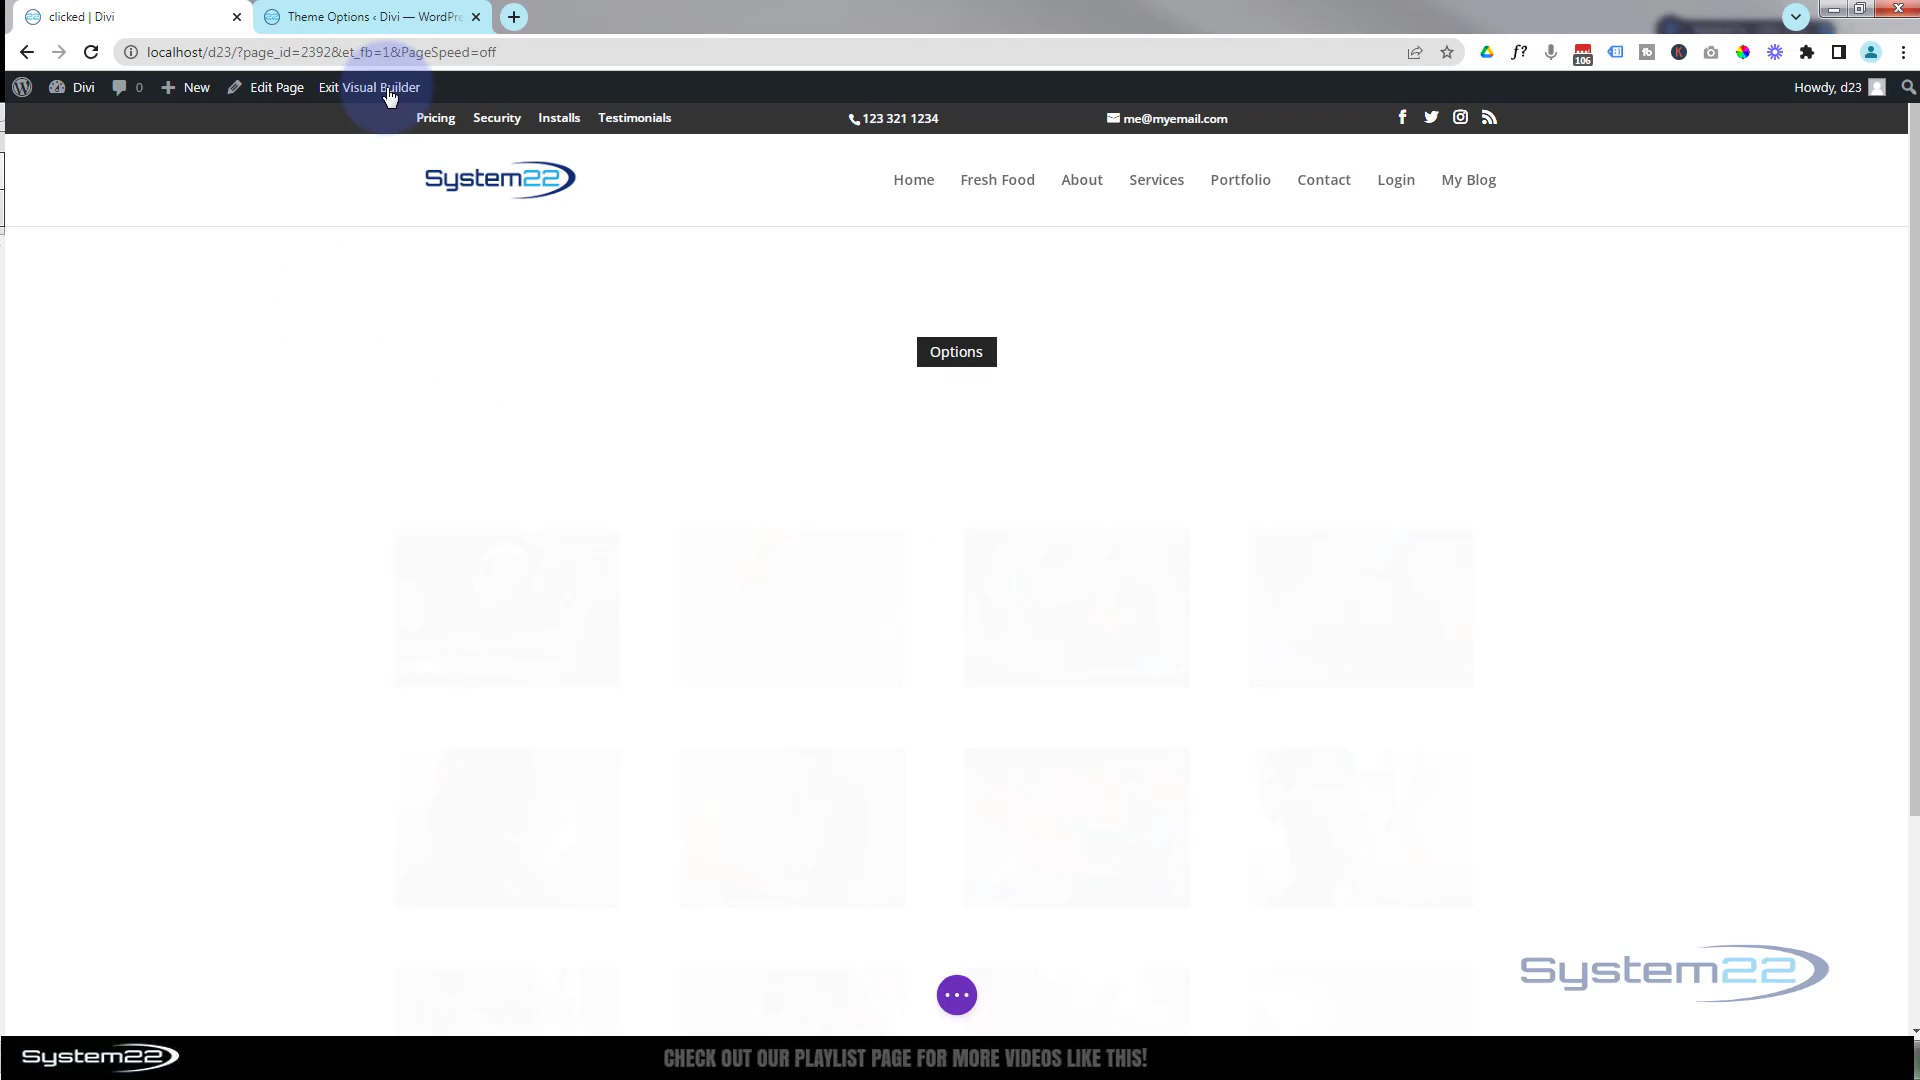 clicked | Divi
Theme Options ‹ Divi — WordPre
localhost/d23/?page_id=2392&et_fb=1&PageSpeed=off
106
Divi 0 New Edit Page Exit Visual Builder Howdy, d23
Pricing Security Installs Testimonials 123 321 1234 me@myemail.com
System22
Home Fresh Food About Services Portfolio Contact Login My Blog
Options
System22
System22
CHECK OUT OUR PLAYLIST PAGE FOR MORE VIDEOS LIKE THIS!